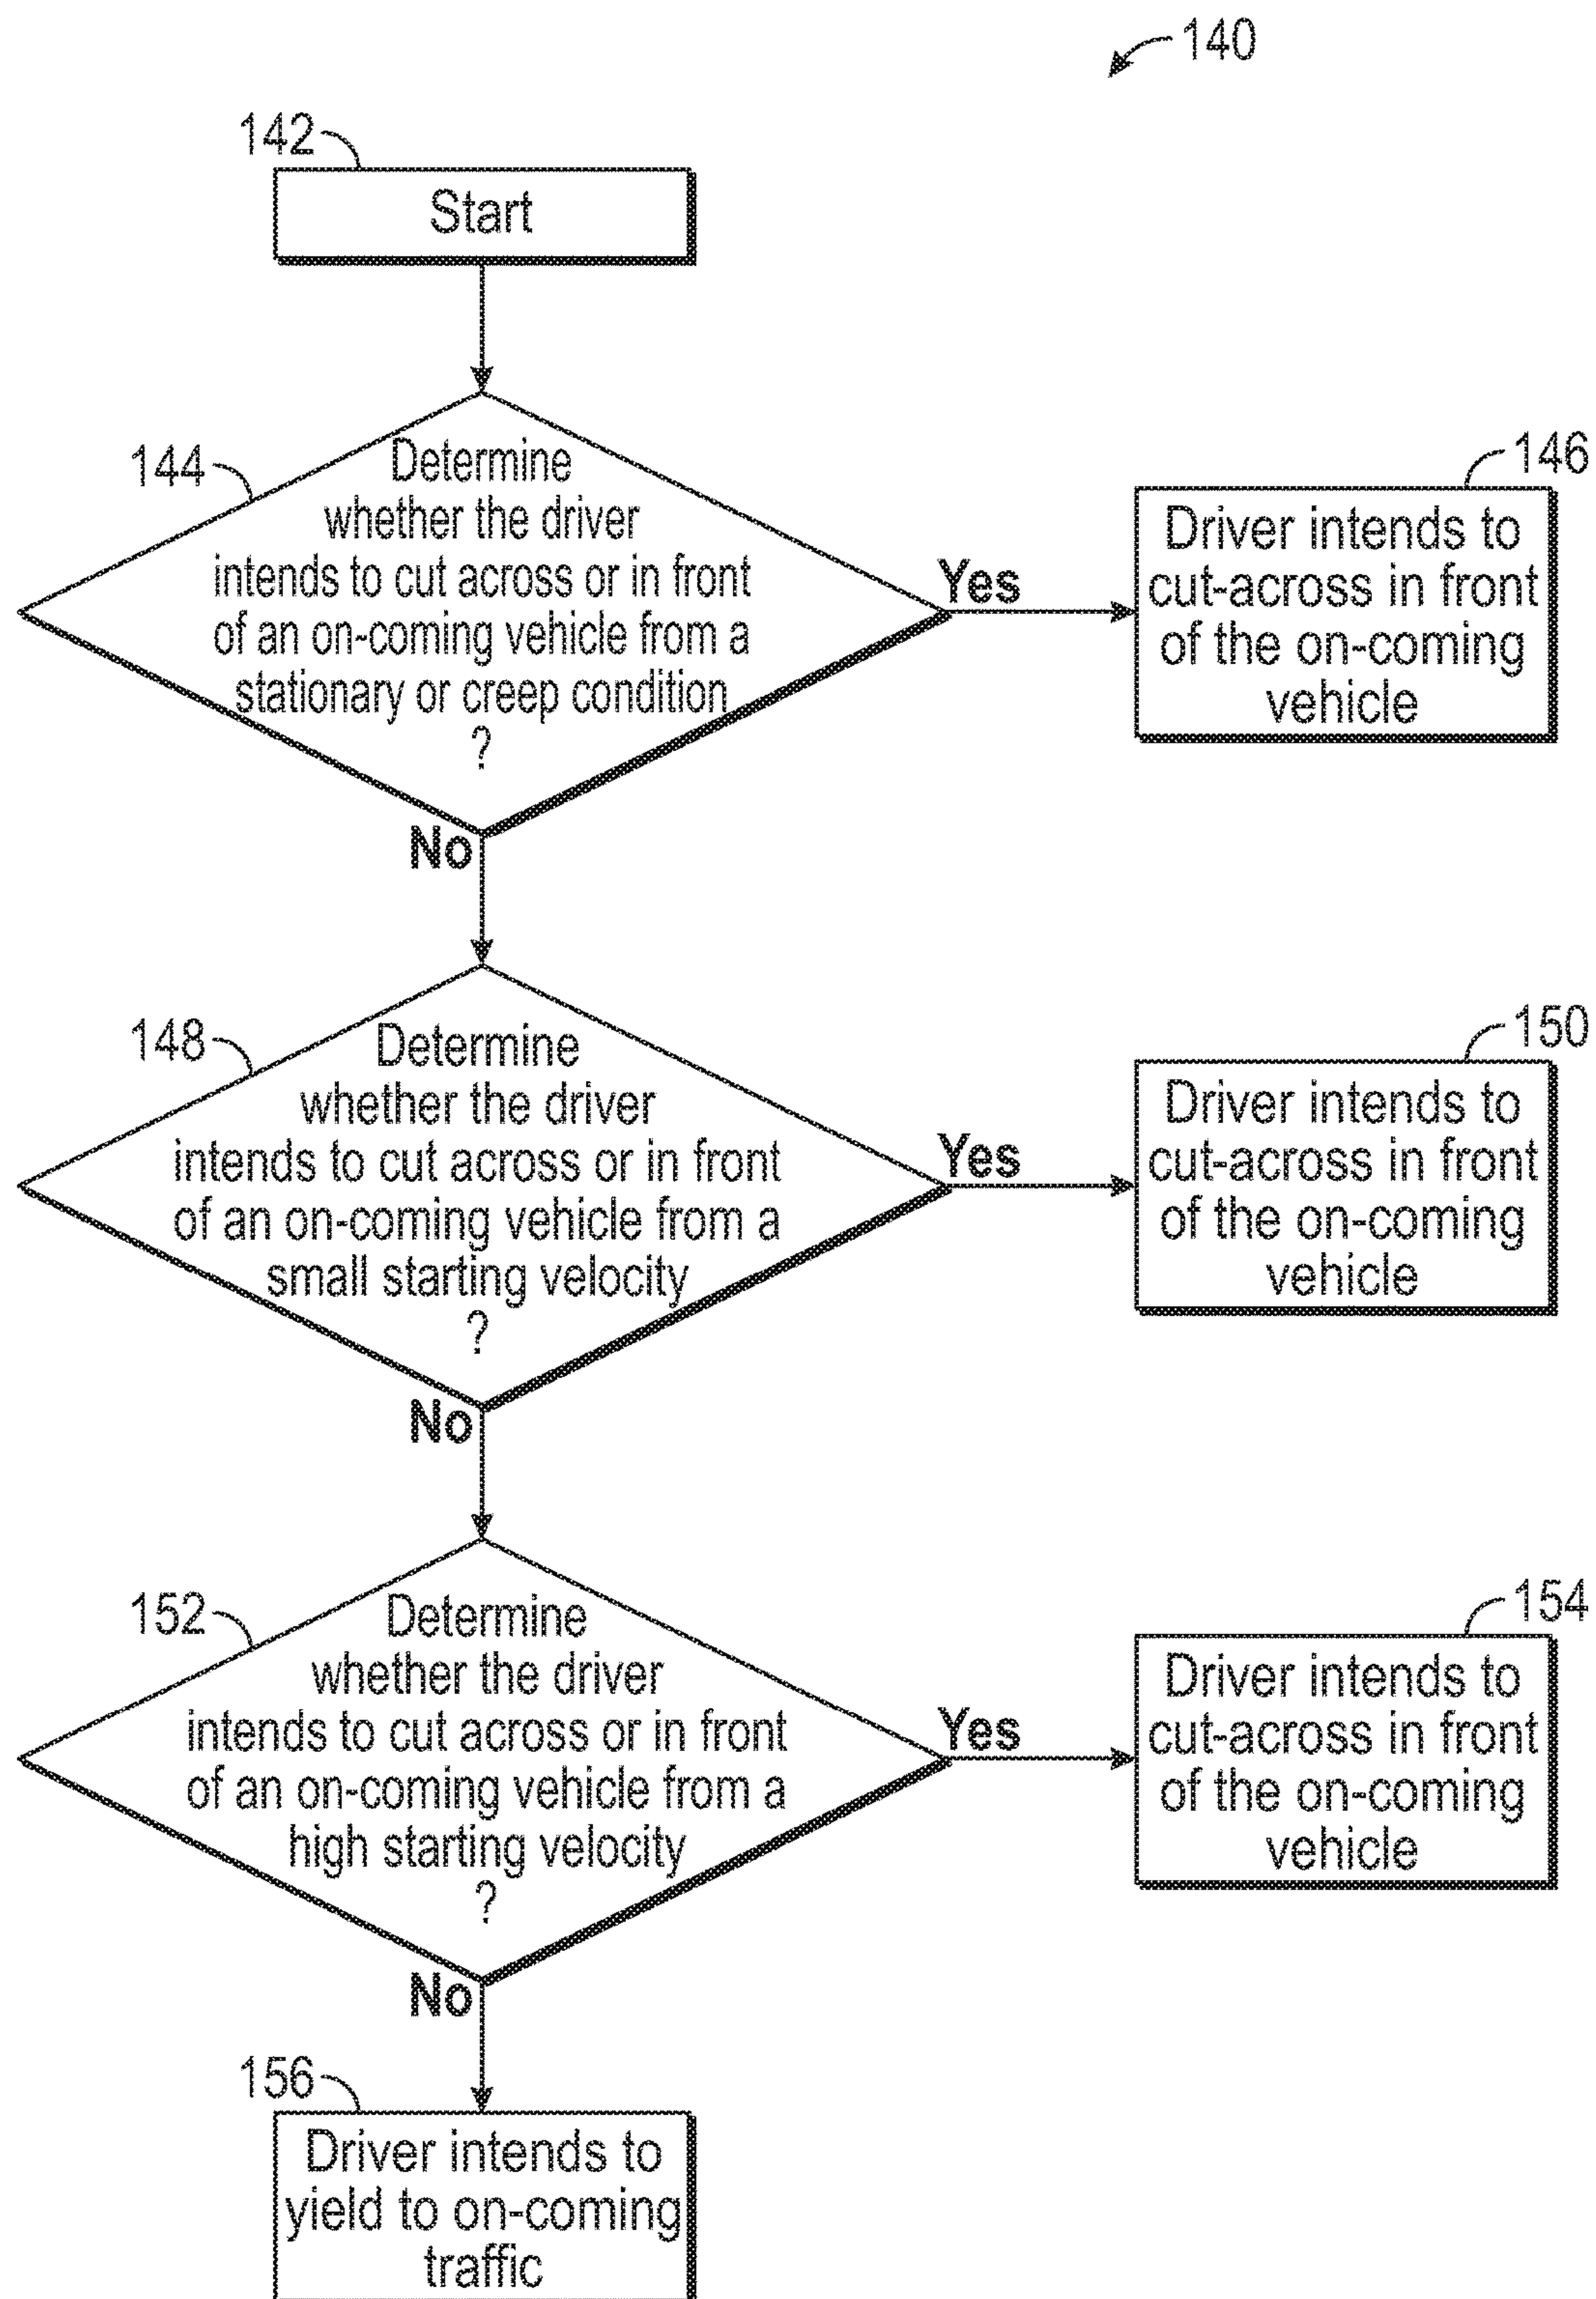 140
142
Start
144
Determine
whether the driver
intends to cut across or in front
of an on-coming vehicle from a
stationary or creep condition
?
Yes
146
Driver intends to
cut-across in front
of the on-coming
vehicle
No
148
Determine
whether the driver
intends to cut across or in front
of an on-coming vehicle from a
small starting velocity
?
Yes
150
Driver intends to
cut-across in front
of the on-coming
vehicle
No
152
Determine
whether the driver
intends to cut across or in front
of an on-coming vehicle from a
high starting velocity
?
Yes
154
Driver intends to
cut-across in front
of the on-coming
vehicle
No
156
Driver intends to
yield to on-coming
traffic